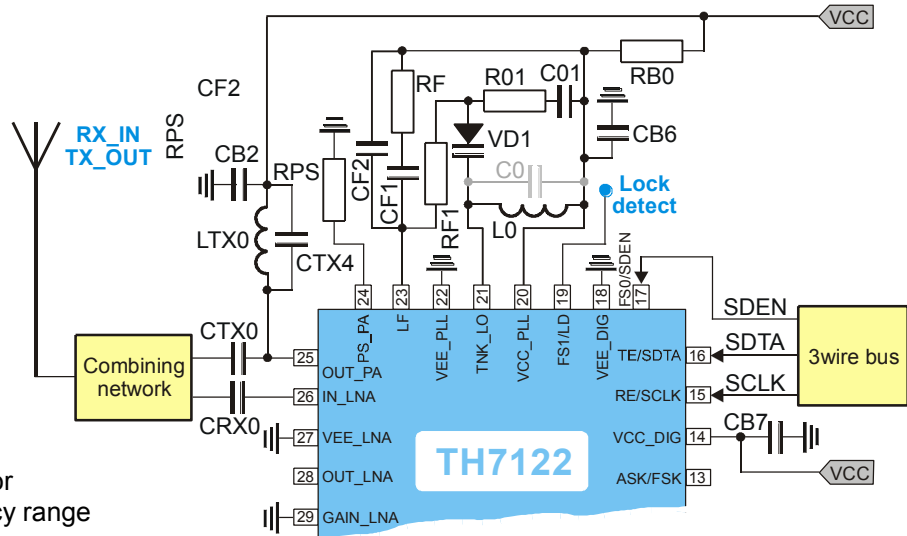 VCC
RB0
RF
R01
C01
CF2
RX_IN
TX_OUT
RPS
CB2
RPS
CF2
CF1
RF1
VD1
C0
CB6
Lock
detect
L0
LTX0
CTX4
24
23
22
21
20
19
18
17
PS_PA
LF
VEE_PLL
TNK_LO
VCC_PLL
FS1/LD
VEE_DIG
FS0/SDEN
SDEN
SDTA
SCLK
3wire bus
CTX0
Combining
network
CRX0
25 OUT_PA
26 IN_LNA
27 VEE_LNA
28 OUT_LNA
29 GAIN_LNA
TE/SDTA 16
RE/SCLK 15
VCC_DIG 14
ASK/FSK 13
CB7
VCC
TH7122
or
cy range